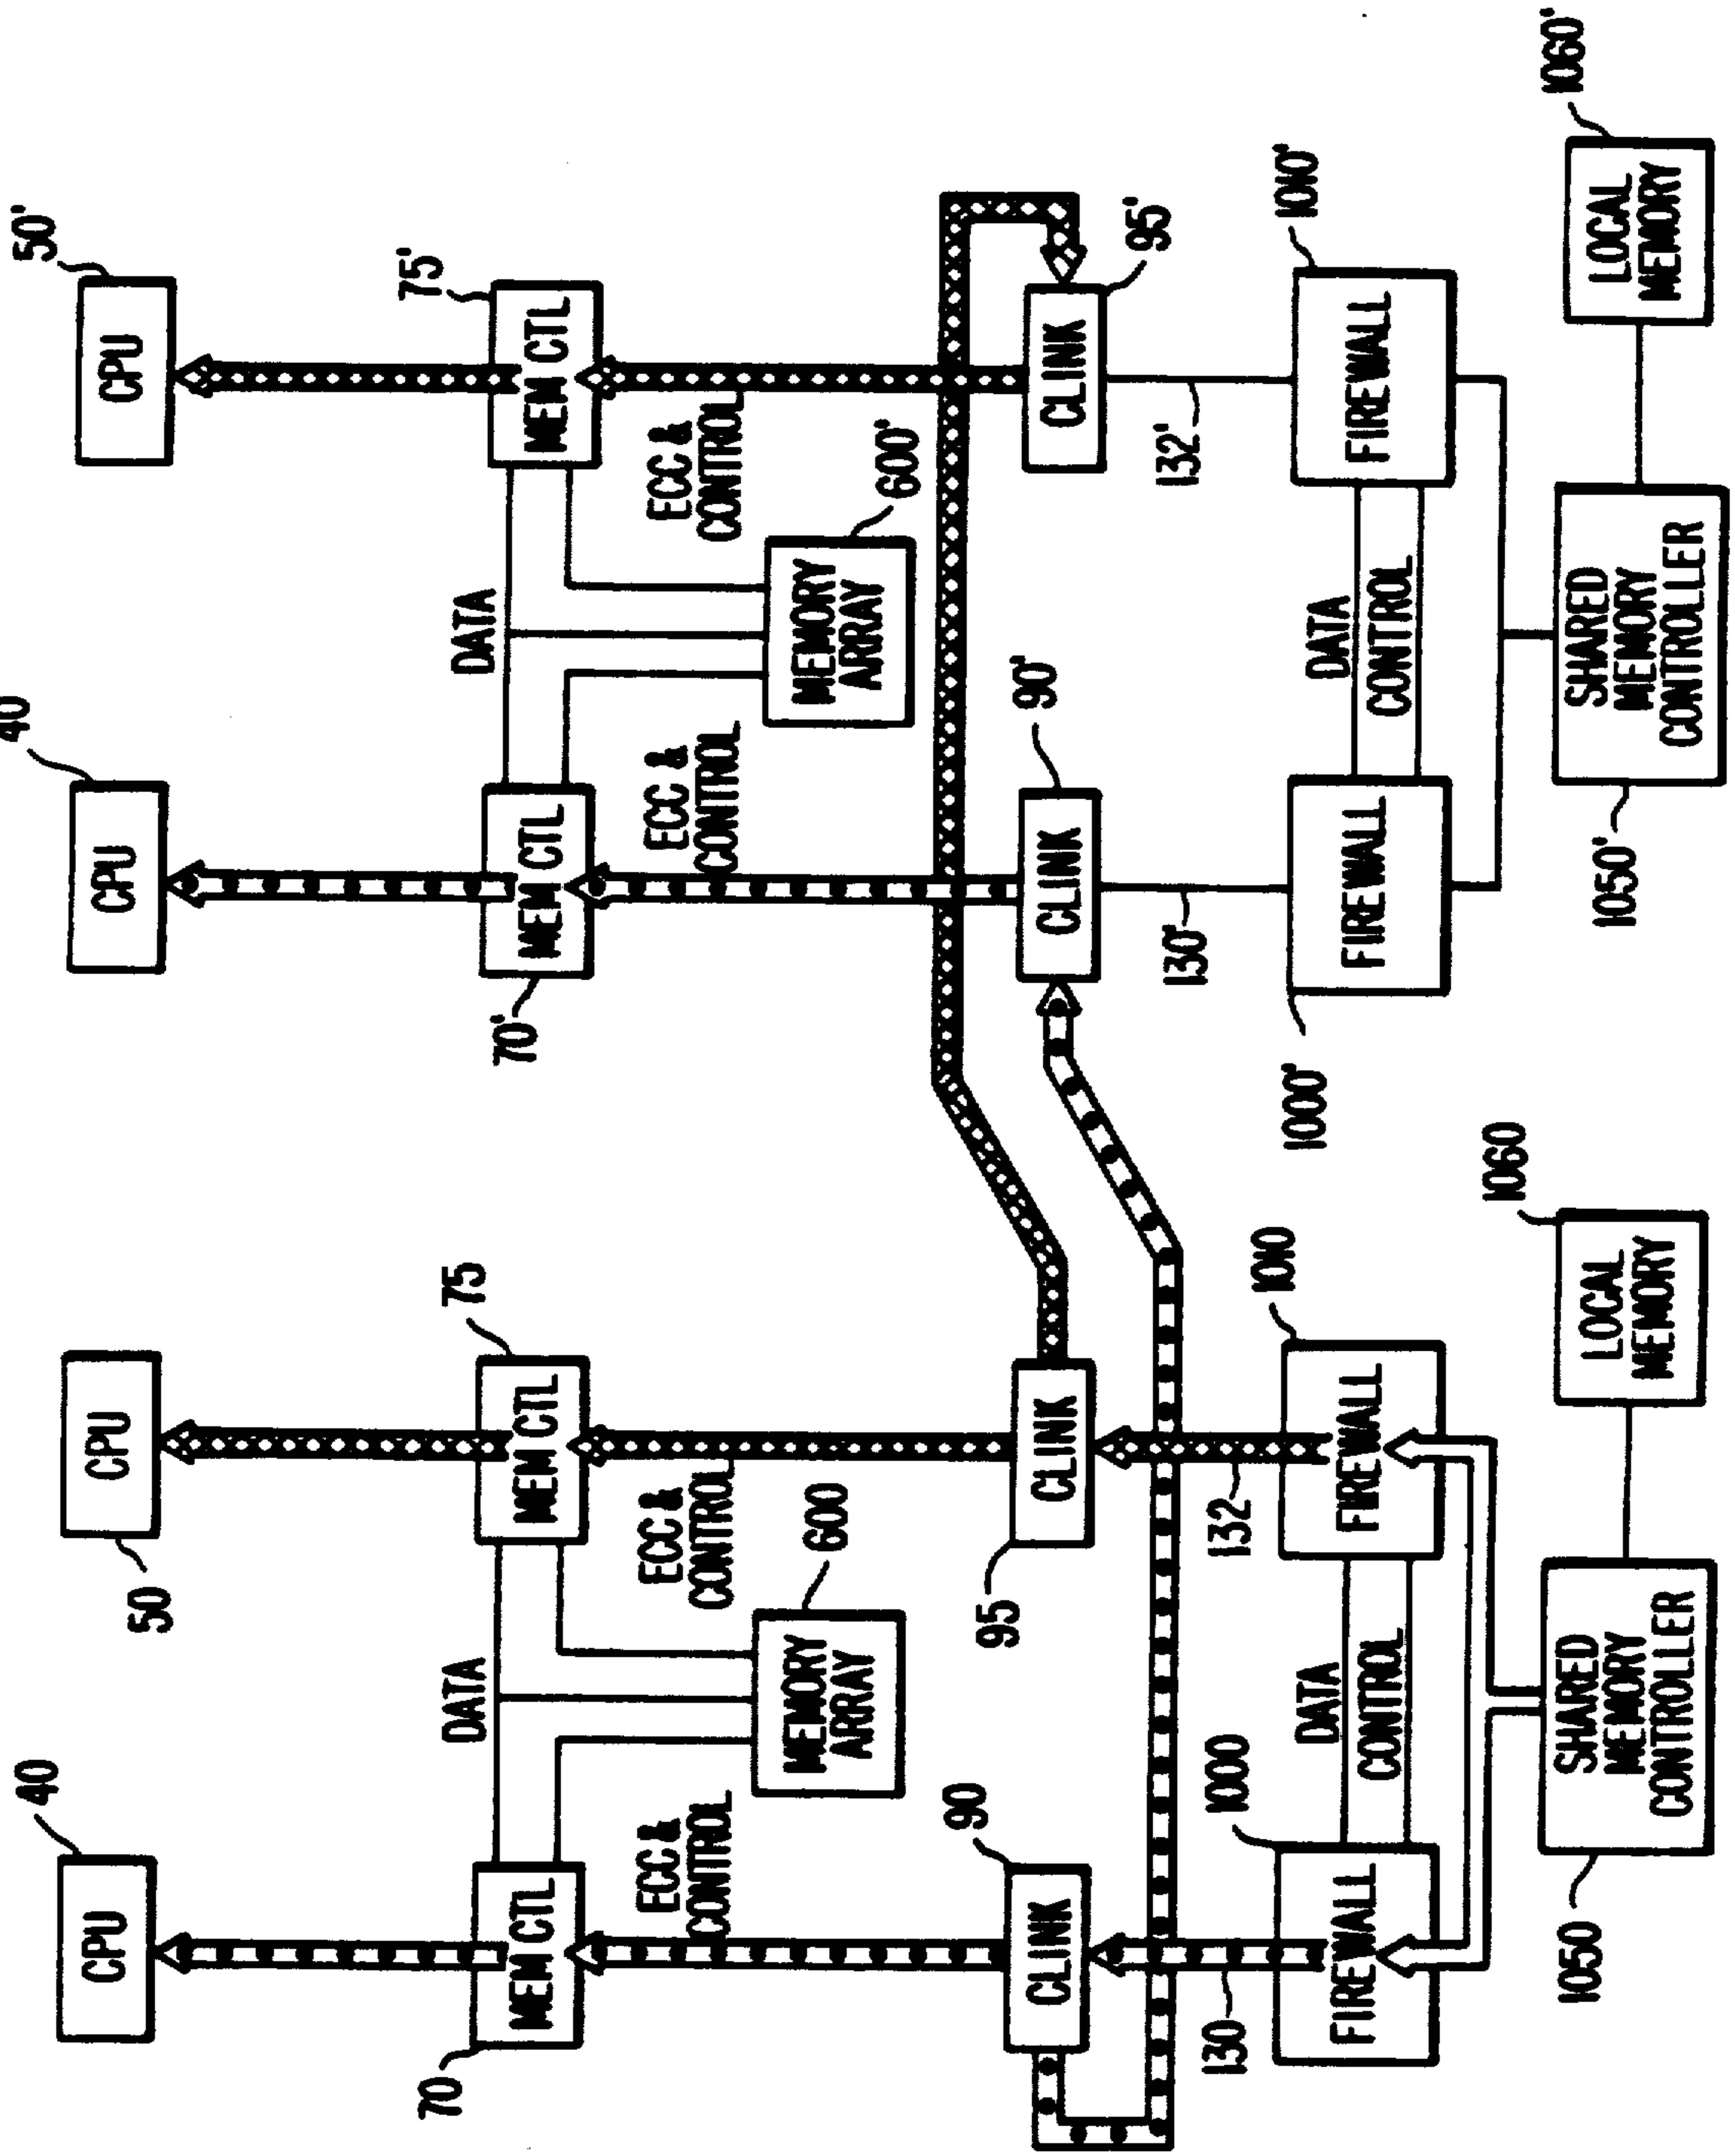 40
40
50'
CPU
CPU
CPU
CPU
50
70
75
70'
75'
MEM CTL
MEM CTL
MEM CTL
MEM CTL
DATA
DATA
ECC &
CONTROL
ECC &
CONTROL
ECC &
CONTROL
ECC &
CONTROL
600
600'
MEMORY
ARRAY
MEMORY
ARRAY
90
95
90'
95'
CLINK
CLINK
CLINK
CLINK
130
132
130'
132'
1000
1010
1000'
1010'
FIREWALL
FIREWALL
FIREWALL
FIREWALL
DATA
CONTROL
DATA
CONTROL
1050
1060
1050'
1060'
SHARED
MEMORY
CONTROLLER
LOCAL
MEMORY
SHARED
MEMORY
CONTROLLER
LOCAL
MEMORY